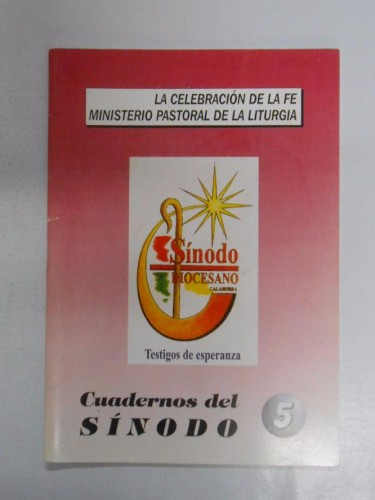 LA CELEBRACIÓN DE LA FE
MINISTERIO PASTORAL DE LA LITURGIA
Sínodo
DIOCESANO
CALAHORRA
Testigos de esperanza
Cuadernos del
SÍNODO 5